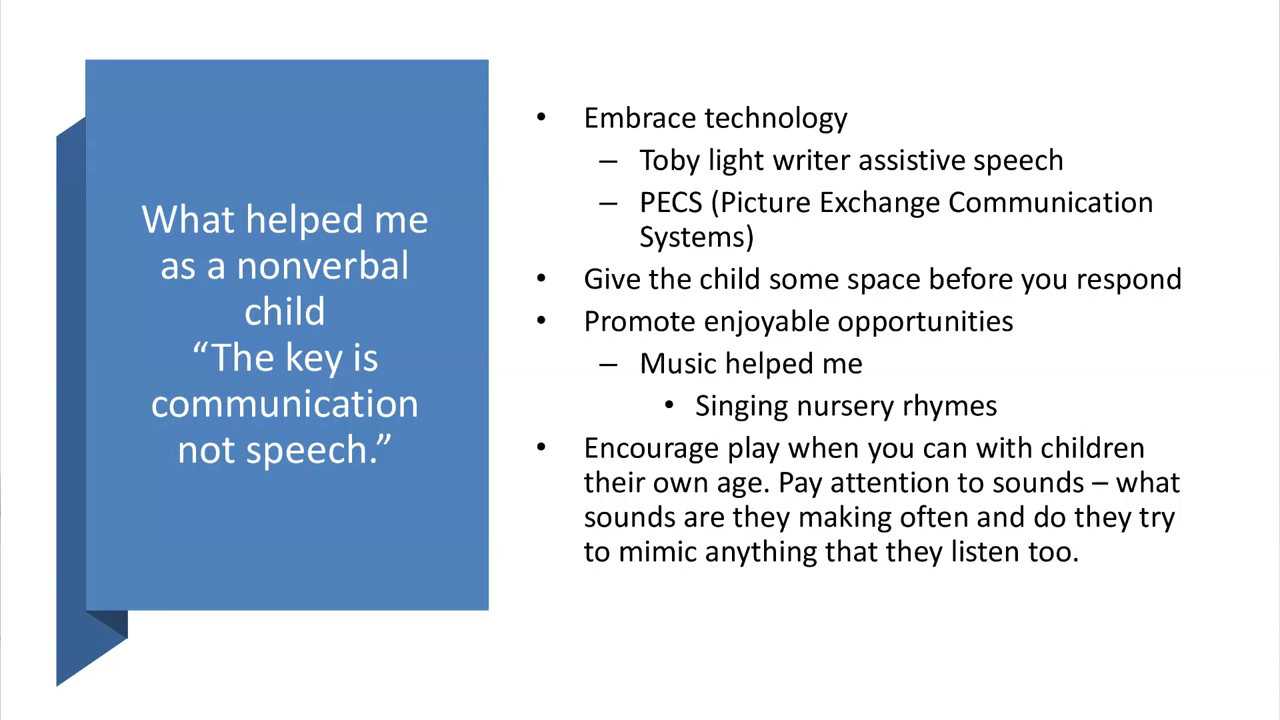 What helped me
as a nonverbal
child
“The key is
communication
not speech.”
• Embrace technology
– Toby light writer assistive speech
– PECS (Picture Exchange Communication
Systems)
• Give the child some space before you respond
• Promote enjoyable opportunities
– Music helped me
• Singing nursery rhymes
• Encourage play when you can with children
their own age. Pay attention to sounds – what
sounds are they making often and do they try
to mimic anything that they listen too.